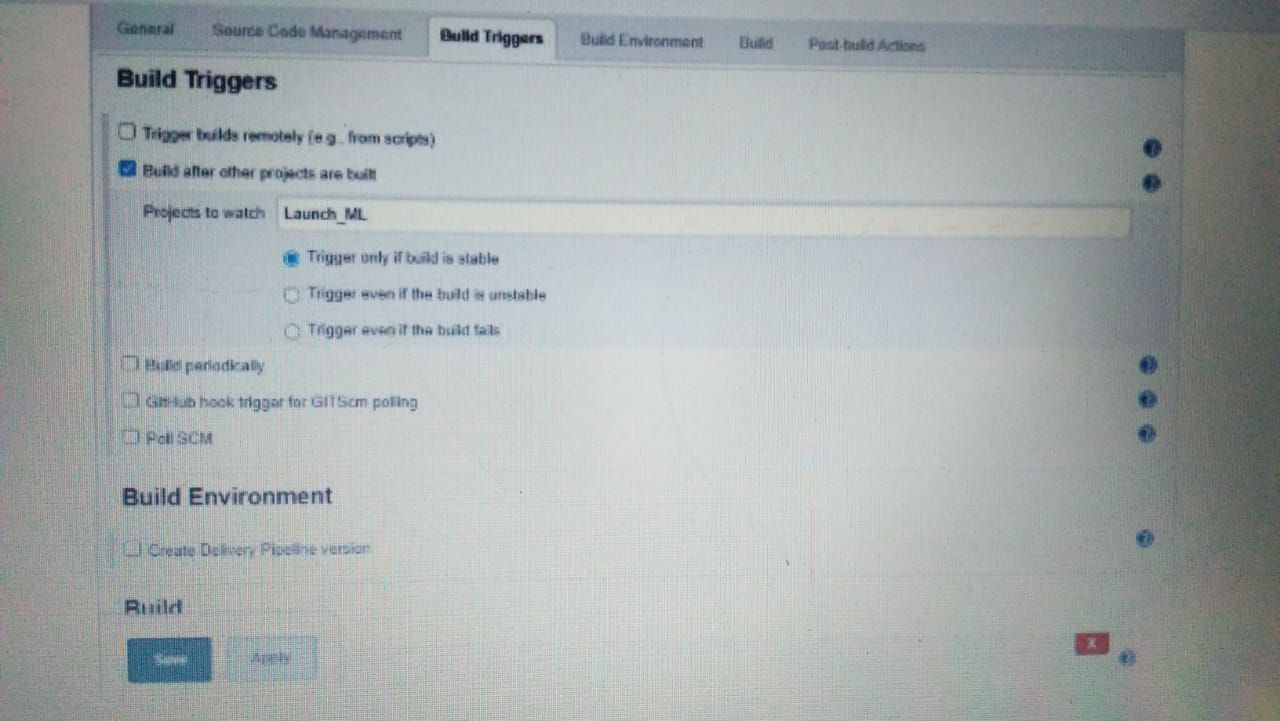 General Source Code Management Build Triggers Build Environment Build Post-build Actions
Build Triggers
Trigger builds remotely (e.g., from scripts)
Build after other projects are built
Projects to watch Launch_ML
Trigger only if build is stable
Trigger even if the build is unstable
Trigger even if the build fails
Build periodically
GitHub hook trigger for GITScm polling
Poll SCM
Build Environment
Create Delivery Pipeline version
Build
Save Apply
X